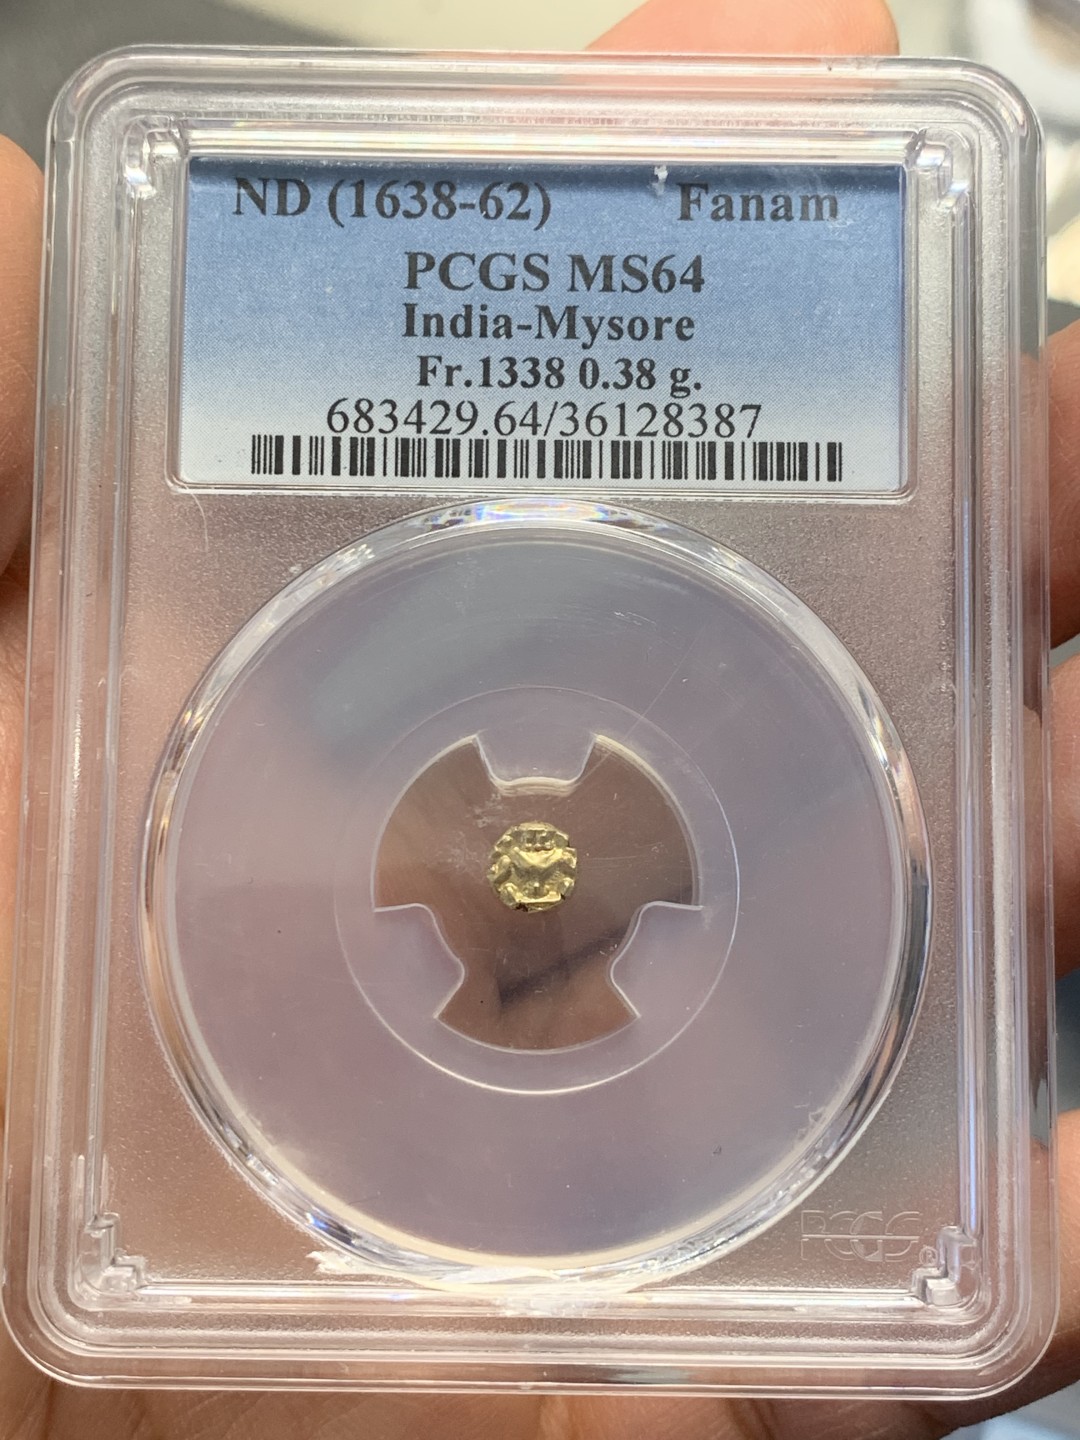 ND (1638-62) Fanam
PCGS MS64
India-Mysore
Fr.1338 0.38 g.
683429.64/36128387
PCGS®